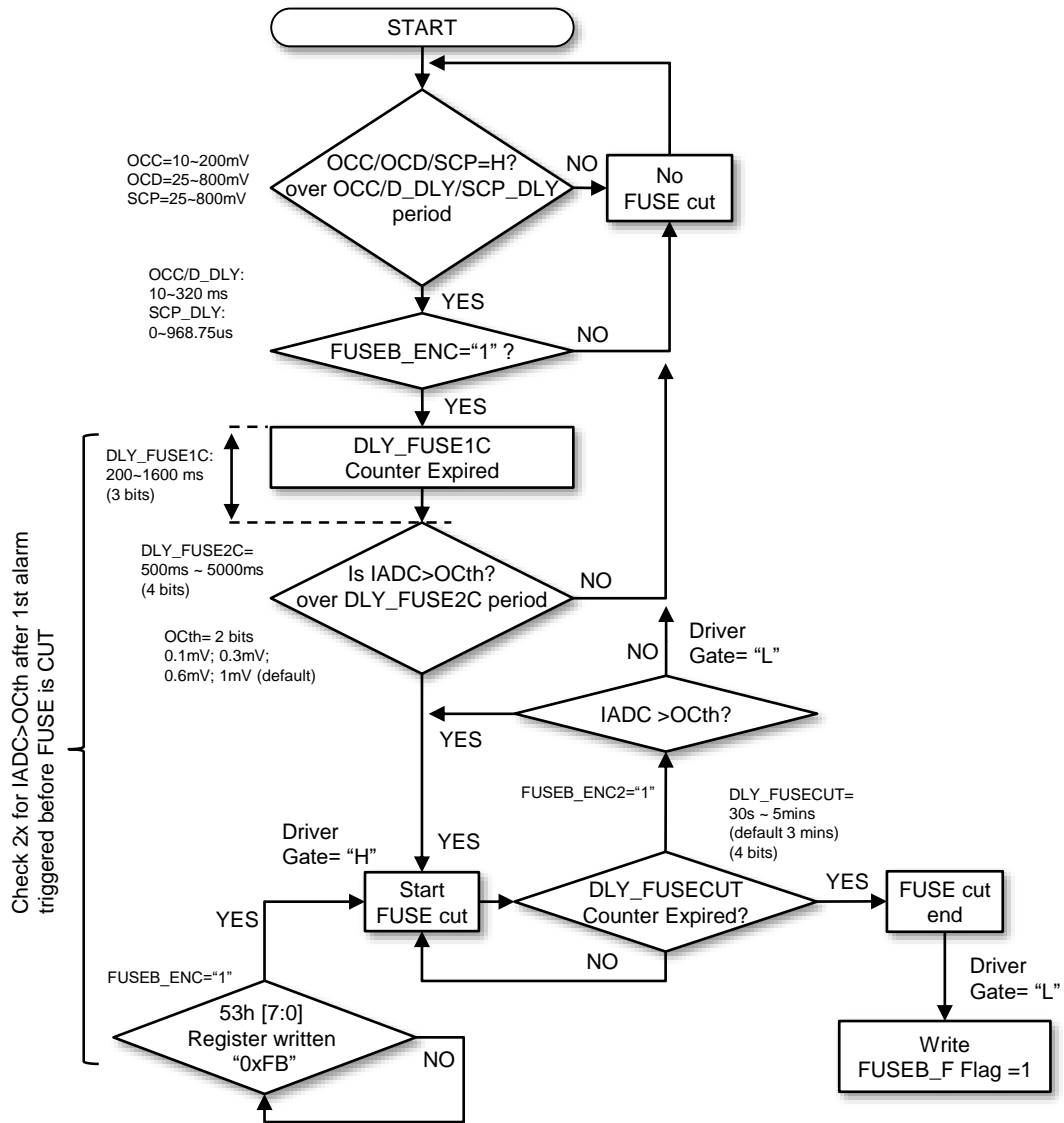 START
OCC=10~200mV
OCD=25~800mV
SCP=25~800mV
OCC/OCD/SCP=H?
over OCC/D_DLY/SCP_DLY
period
NO
No
FUSE cut
OCC/D_DLY:
10~320 ms
SCP_DLY:
0~968.75us
YES
FUSEB_ENC=“1” ?
NO
YES
DLY_FUSE1C:
200~1600 ms
(3 bits)
DLY_FUSE1C
Counter Expired
DLY_FUSE2C=
500ms ~ 5000ms
(4 bits)
Is IADC>OCth?
over DLY_FUSE2C period
NO
OCth= 2 bits
0.1mV; 0.3mV;
0.6mV; 1mV (default)
Driver
Gate= “L”
NO
IADC >OCth?
YES
Check 2x for IADC>OCth after 1st alarm
triggered before FUSE is CUT
FUSEB_ENC2=“1”
DLY_FUSECUT=
30s ~ 5mins
(default 3 mins)
(4 bits)
YES
Driver
Gate= “H”
Start
FUSE cut
DLY_FUSECUT
Counter Expired?
YES
FUSE cut
end
NO
YES
FUSEB_ENC=“1”
53h [7:0]
Register written
“0xFB”
NO
Driver
Gate= “L”
Write
FUSEB_F Flag =1